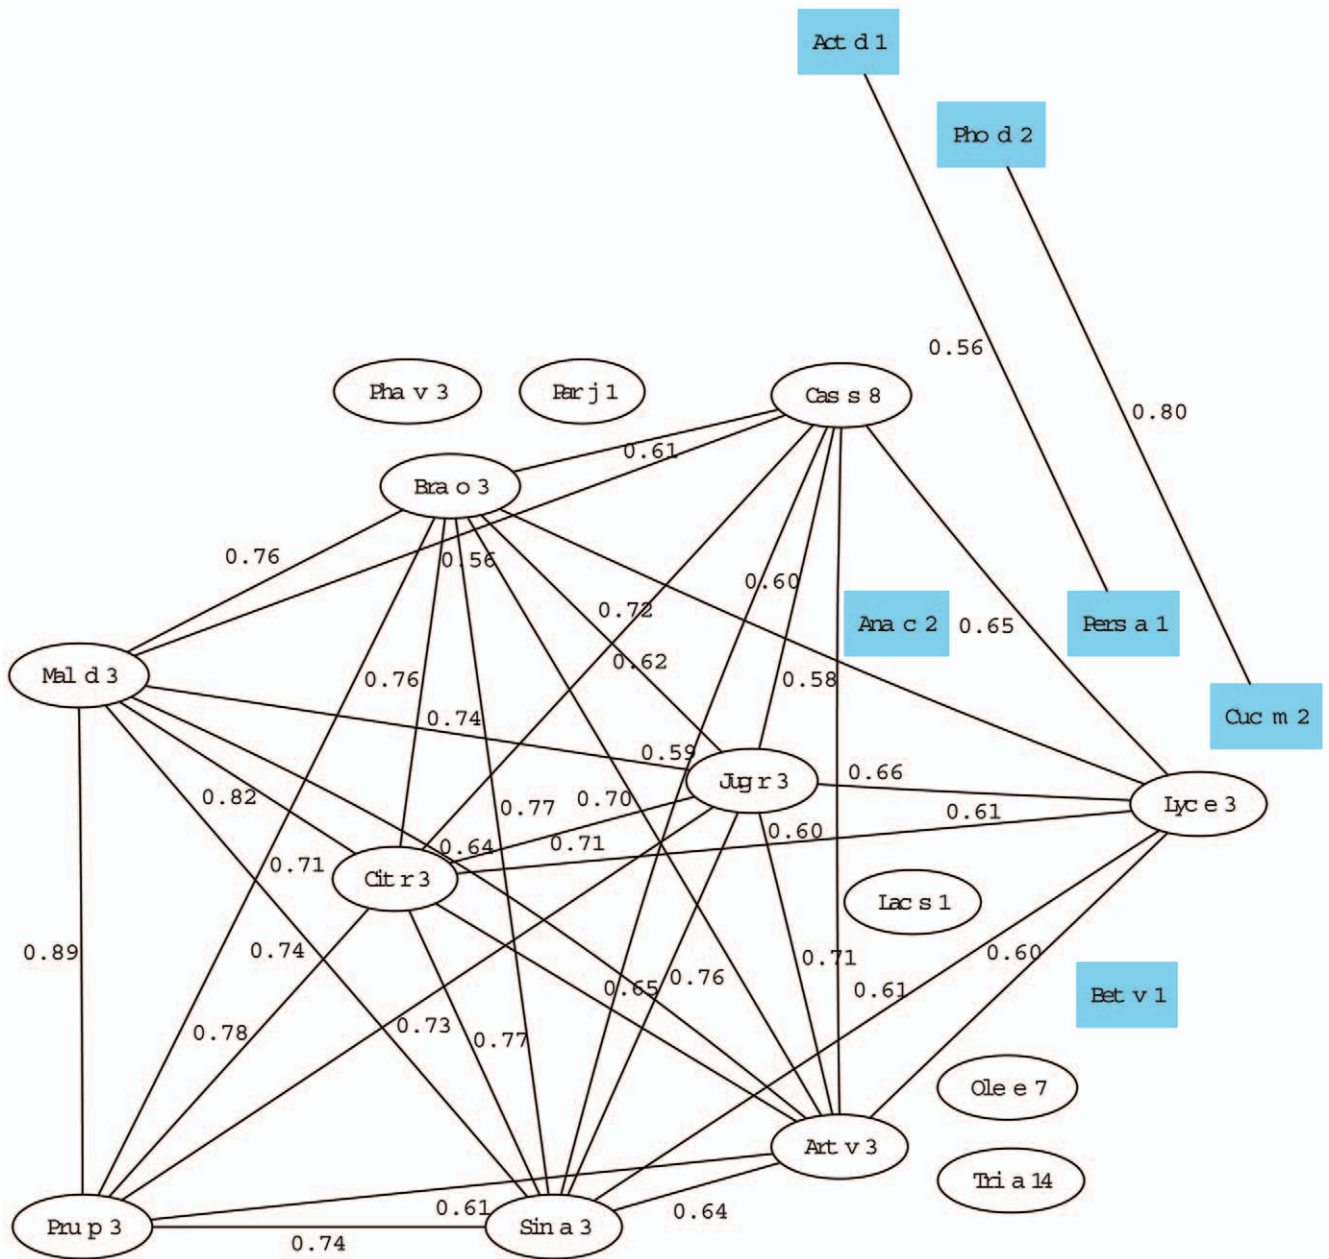 Act d 1
Pho d 2
0.56
Pha v 3
Par j 1
Cas s 8
0.80
0.61
Bra o 3
0.76
0.56
0.60
0.72
Ana c 2
0.65
Pers a 1
0.62
Mal d 3
0.76
0.58
0.74
Cuc m 2
0.59
Jug r 3
0.66
0.82
0.77
0.70
Lyc e 3
0.61
0.60
0.64
0.71
0.71
Cit r 3
Lac s 1
0.89
0.74
0.65
0.76
0.71
0.60
0.61
Bet v 1
0.78
0.73
0.77
Ole e 7
Art v 3
Tri a 14
0.61
0.64
Pru p 3
0.74
Sin a 3